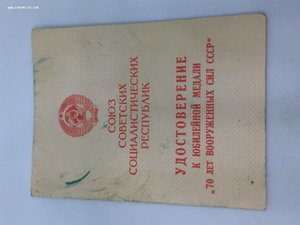 СОЮЗ
СОВЕТСКИХ
СОЦИАЛИСТИЧЕСКИХ
РЕСПУБЛИК
УДОСТОВЕРЕНИЕ
К ЮБИЛЕЙНОЙ МЕДАЛИ
„70 ЛЕТ ВООРУЖЕННЫХ СИЛ СССР“